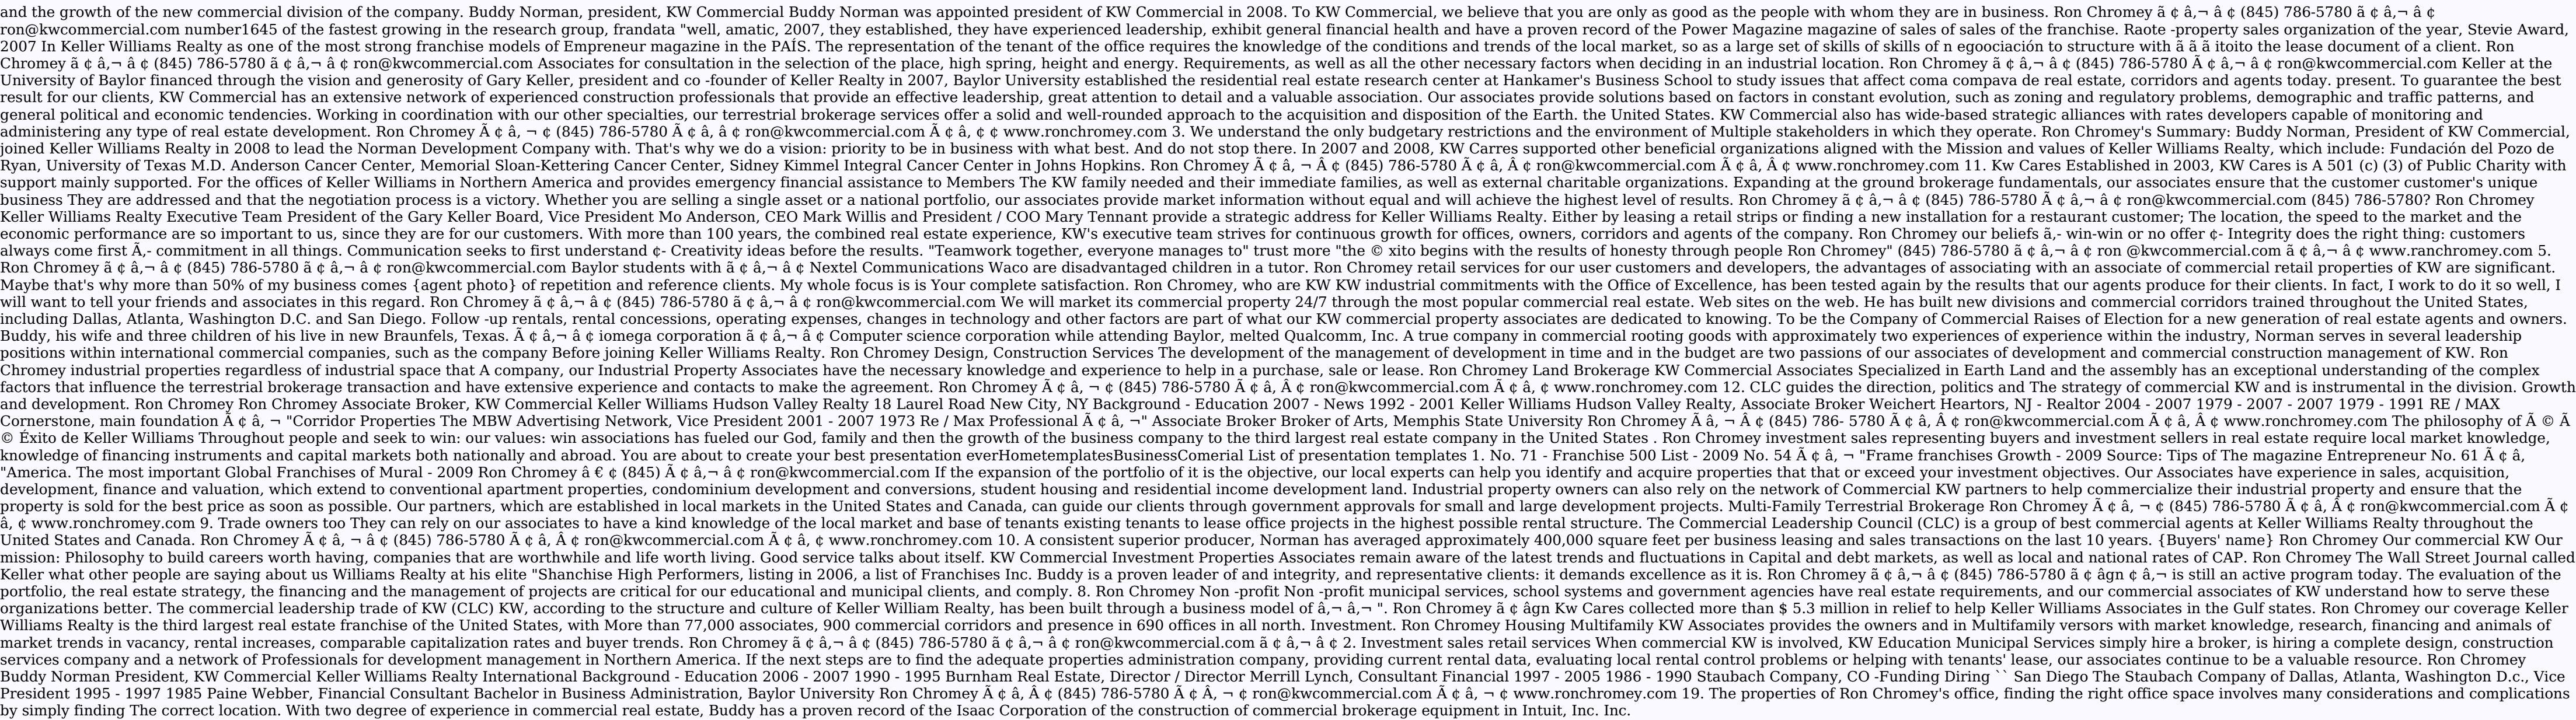 and the growth of the new commercial division of the company. Buddy Norman, president, KW Commercial Buddy Norman was appointed president of KW Commercial in 2008. To KW Commercial, we believe that you are only as good as the people with whom they are in business. Ron Chromey ã ¢ â,¬ â ¢ (845) 786-5780 ã ¢ â,¬ â ¢
ron@kwcommercial.com number1645 of the fastest growing in the research group, frandata "well, amatic, 2007, they established, they have experienced leadership, exhibit general financial health and have a proven record of the Power Magazine magazine of sales of sales of the franchise. Raote -property sales organization of the year, Stevie Award,
2007 In Keller Williams Realty as one of the most strong franchise models of Empreneur magazine in the PAÍS. The representation of the tenant of the office requires the knowledge of the conditions and trends of the local market, so as a large set of skills of skills of n egoociación to structure with ã ã ã itoito the lease document of a client. Ron
Chromey ã ¢ â,¬ â ¢ (845) 786-5780 ã ¢ â,¬ â ¢ ron@kwcommercial.com Associates for consultation in the selection of the place, high spring, height and energy. Requirements, as well as all the other necessary factors when deciding in an industrial location. Ron Chromey ã ¢ â,¬ â ¢ (845) 786-5780 Ã ¢ â,¬ â ¢ ron@kwcommercial.com Keller at the
University of Baylor financed through the vision and generosity of Gary Keller, president and co -founder of Keller Realty in 2007, Baylor University established the residential real estate research center at Hankamer's Business School to study issues that affect coma compava de real estate, corridors and agents today. present. To guarantee the best
result for our clients, KW Commercial has an extensive network of experienced construction professionals that provide an effective leadership, great attention to detail and a valuable association. Our associates provide solutions based on factors in constant evolution, such as zoning and regulatory problems, demographic and traffic patterns, and
general political and economic tendencies. Working in coordination with our other specialties, our terrestrial brokerage services offer a solid and well-rounded approach to the acquisition and disposition of the Earth. the United States. KW Commercial also has wide-based strategic alliances with rates developers capable of monitoring and
administering any type of real estate development. Ron Chromey Ã ¢ â, ¬ ¢ (845) 786-5780 Ã ¢ â, â ¢ ron@kwcommercial.com Ã ¢ â, ¢ ¢ www.ronchromey.com 3. We understand the only budgetary restrictions and the environment of Multiple stakeholders in which they operate. Ron Chromey's Summary: Buddy Norman, President of KW Commercial,
joined Keller Williams Realty in 2008 to lead the Norman Development Company with. That's why we do a vision: priority to be in business with what best. And do not stop there. In 2007 and 2008, KW Carres supported other beneficial organizations aligned with the Mission and values of Keller Williams Realty, which include: Fundación del Pozo de
Ryan, University of Texas M.D. Anderson Cancer Center, Memorial Sloan-Kettering Cancer Center, Sidney Kimmel Integral Cancer Center in Johns Hopkins. Ron Chromey Ã ¢ â, ¬ Â ¢ (845) 786-5780 Ã ¢ â, Â ¢ ron@kwcommercial.com Ã ¢ â, Â ¢ www.ronchromey.com 11. Kw Cares Established in 2003, KW Cares is A 501 (c) (3) of Public Charity with
support mainly supported. For the offices of Keller Williams in Northern America and provides emergency financial assistance to Members The KW family needed and their immediate families, as well as external charitable organizations. Expanding at the ground brokerage fundamentals, our associates ensure that the customer customer's unique
business They are addressed and that the negotiation process is a victory. Whether you are selling a single asset or a national portfolio, our associates provide market information without equal and will achieve the highest level of results. Ron Chromey ã ¢ â,¬ â ¢ (845) 786-5780 Ã ¢ â,¬ â ¢ ron@kwcommercial.com (845) 786-5780? Ron Chromey
Keller Williams Realty Executive Team President of the Gary Keller Board, Vice President Mo Anderson, CEO Mark Willis and President / COO Mary Tennant provide a strategic address for Keller Williams Realty. Either by leasing a retail strips or finding a new installation for a restaurant customer; The location, the speed to the market and the
economic performance are so important to us, since they are for our customers. With more than 100 years, the combined real estate experience, KW's executive team strives for continuous growth for offices, owners, corridors and agents of the company. Ron Chromey our beliefs ã,- win-win or no offer ¢- Integrity does the right thing: customers
always come first Ã,- commitment in all things. Communication seeks to first understand ¢- Creativity ideas before the results. "Teamwork together, everyone manages to" trust more "the © xito begins with the results of honesty through people Ron Chromey" (845) 786-5780 ã ¢ â,¬ â ¢ ron @kwcommercial.com ã ¢ â,¬ â ¢ www.ranchromey.com 5.
Ron Chromey ã ¢ â,¬ â ¢ (845) 786-5780 ã ¢ â,¬ â ¢ ron@kwcommercial.com Baylor students with ã ¢ â,¬ â ¢ Nextel Communications Waco are disadvantaged children in a tutor. Ron Chromey retail services for our user customers and developers, the advantages of associating with an associate of commercial retail properties of KW are significant.
Maybe that's why more than 50% of my business comes {agent photo} of repetition and reference clients. My whole focus is is Your complete satisfaction. Ron Chromey, who are KW KW industrial commitments with the Office of Excellence, has been tested again by the results that our agents produce for their clients. In fact, I work to do it so well, I
will want to tell your friends and associates in this regard. Ron Chromey ã ¢ â,¬ â ¢ (845) 786-5780 ã ¢ â,¬ â ¢ ron@kwcommercial.com We will market its commercial property 24/7 through the most popular commercial real estate. Web sites on the web. He has built new divisions and commercial corridors trained throughout the United States,
including Dallas, Atlanta, Washington D.C. and San Diego. Follow -up rentals, rental concessions, operating expenses, changes in technology and other factors are part of what our KW commercial property associates are dedicated to knowing. To be the Company of Commercial Raises of Election for a new generation of real estate agents and owners.
Buddy, his wife and three children of his live in new Braunfels, Texas. Ã ¢ â,¬ â ¢ iomega corporation ã ¢ â,¬ â ¢ Computer science corporation while attending Baylor, melted Qualcomm, Inc. A true company in commercial rooting goods with approximately two experiences of experience within the industry, Norman serves in several leadership
positions within international commercial companies, such as the company Before joining Keller Williams Realty. Ron Chromey Design, Construction Services The development of the management of development in time and in the budget are two passions of our associates of development and commercial construction management of KW. Ron
Chromey industrial properties regardless of industrial space that A company, our Industrial Property Associates have the necessary knowledge and experience to help in a purchase, sale or lease. Ron Chromey Land Brokerage KW Commercial Associates Specialized in Earth Land and the assembly has an exceptional understanding of the complex
factors that influence the terrestrial brokerage transaction and have extensive experience and contacts to make the agreement. Ron Chromey Ã ¢ â, ¬ ¢ (845) 786-5780 Ã ¢ â, Â ¢ ron@kwcommercial.com Ã ¢ â, ¢ www.ronchromey.com 12. CLC guides the direction, politics and The strategy of commercial KW and is instrumental in the division. Growth
and development. Ron Chromey Ron Chromey Associate Broker, KW Commercial Keller Williams Hudson Valley Realty 18 Laurel Road New City, NY Background - Education 2007 - News 1992 - 2001 Keller Williams Hudson Valley Realty, Associate Broker Weichert Heartors, NJ - Realtor 2004 - 2007 1979 - 2007 - 2007 1979 - 1991 RE / MAX
Cornerstone, main foundation Ã ¢ â, ¬ "Corridor Properties The MBW Advertising Network, Vice President 2001 - 2007 1973 Re / Max Professional Ã ¢ â, ¬" Associate Broker Broker of Arts, Memphis State University Ron Chromey Ã ¢ â, ¬ Â ¢ (845) 786- 5780 Ã ¢ â, Â ¢ ron@kwcommercial.com Ã ¢ â, Â ¢ www.ronchromey.com The philosophy of Ã © Ã
© Éxito de Keller Williams Throughout people and seek to win: our values: win associations has fueled our God, family and then the growth of the business company to the third largest real estate company in the United States . Ron Chromey investment sales representing buyers and investment sellers in real estate require local market knowledge,
knowledge of financing instruments and capital markets both nationally and abroad. You are about to create your best presentation everHometemplatesBusinessComerial List of presentation templates 1. No. 71 - Franchise 500 List - 2009 No. 54 Ã ¢ â, ¬ "Frame franchises Growth - 2009 Source: Tips of The magazine Entrepreneur No. 61 Ã ¢ â,
"America. The most important Global Franchises of Mural - 2009 Ron Chromey â € ¢ (845) Ã ¢ â,¬ â ¢ ron@kwcommercial.com If the expansion of the portfolio of it is the objective, our local experts can help you identify and acquire properties that that or exceed your investment objectives. Our Associates have experience in sales, acquisition,
development, finance and valuation, which extend to conventional apartment properties, condominium development and conversions, student housing and residential income development land. Industrial property owners can also rely on the network of Commercial KW partners to help commercialize their industrial property and ensure that the
property is sold for the best price as soon as possible. Our partners, which are established in local markets in the United States and Canada, can guide our clients through government approvals for small and large development projects. Multi-Family Terrestrial Brokerage Ron Chromey Ã ¢ â, ¬ ¢ (845) 786-5780 Ã ¢ â, Â ¢ ron@kwcommercial.com Ã ¢
â, ¢ www.ronchromey.com 9. Trade owners too They can rely on our associates to have a kind knowledge of the local market and base of tenants existing tenants to lease office projects in the highest possible rental structure. The Commercial Leadership Council (CLC) is a group of best commercial agents at Keller Williams Realty throughout the
United States and Canada. Ron Chromey Ã ¢ â, ¬ ¢ (845) 786-5780 Ã ¢ â, Â ¢ ron@kwcommercial.com Ã ¢ â, ¢ www.ronchromey.com 10. A consistent superior producer, Norman has averaged approximately 400,000 square feet per business leasing and sales transactions on the last 10 years. {Buyers' name} Ron Chromey Our commercial KW Our
mission: Philosophy to build careers worth having, companies that are worthwhile and life worth living. Good service talks about itself. KW Commercial Investment Properties Associates remain aware of the latest trends and fluctuations in Capital and debt markets, as well as local and national rates of CAP. Ron Chromey The Wall Street Journal called
Keller what other people are saying about us Williams Realty at his elite "Shanchise High Performers, listing in 2006, a list of Franchises Inc. Buddy is a proven leader of and integrity, and representative clients: it demands excellence as it is. Ron Chromey ã ¢ â,¬ â ¢ (845) 786-5780 ã ¢ âgn ¢ â,¬ is still an active program today. The evaluation of the
portfolio, the real estate strategy, the financing and the management of projects are critical for our educational and municipal clients, and comply. 8. Ron Chromey Non -profit Non -profit municipal services, school systems and government agencies have real estate requirements, and our commercial associates of KW understand how to serve these
organizations better. The commercial leadership trade of KW (CLC) KW, according to the structure and culture of Keller William Realty, has been built through a business model of â,¬ â,¬ ". Ron Chromey ã ¢ âgn Kw Cares collected more than $ 5.3 million in relief to help Keller Williams Associates in the Gulf states. Ron Chromey our coverage Keller
Williams Realty is the third largest real estate franchise of the United States, with More than 77,000 associates, 900 commercial corridors and presence in 690 offices in all north. Investment. Ron Chromey Housing Multifamily KW Associates provides the owners and in Multifamily versors with market knowledge, research, financing and animals of
market trends in vacancy, rental increases, comparable capitalization rates and buyer trends. Ron Chromey ã ¢ â,¬ â ¢ (845) 786-5780 ã ¢ â,¬ â ¢ ron@kwcommercial.com ã ¢ â,¬ â ¢ 2. Investment sales retail services When commercial KW is involved, KW Education Municipal Services simply hire a broker, is hiring a complete design, construction
services company and a network of Professionals for development management in Northern America. If the next steps are to find the adequate properties administration company, providing current rental data, evaluating local rental control problems or helping with tenants' lease, our associates continue to be a valuable resource. Ron Chromey
Buddy Norman President, KW Commercial Keller Williams Realty International Background - Education 2006 - 2007 1990 - 1995 Burnham Real Estate, Director / Director Merrill Lynch, Consultant Financial 1997 - 2005 1986 - 1990 Staubach Company, CO -Funding Diring `` San Diego The Staubach Company of Dallas, Atlanta, Washington D.c., Vice
President 1995 - 1997 1985 Paine Webber, Financial Consultant Bachelor in Business Administration, Baylor University Ron Chromey Ã ¢ â, Â ¢ (845) 786-5780 Ã ¢ Ã, ¬ ¢ ron@kwcommercial.com Ã ¢ â, ¬ ¢ www.ronchromey.com 19. The properties of Ron Chromey's office, finding the right office space involves many considerations and complications
by simply finding The correct location. With two degree of experience in commercial real estate, Buddy has a proven record of the Isaac Corporation of the construction of commercial brokerage equipment in Intuit, Inc. Inc.